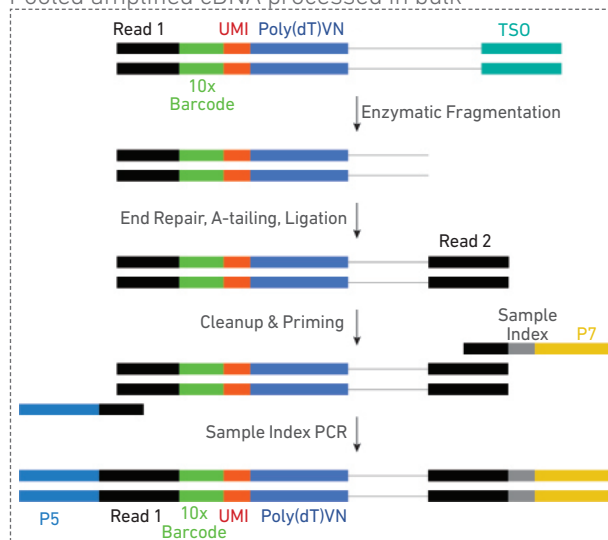 Pooled amplified cDNA processed in bulk
Read 1 UMI Poly(dT)VN TSO
10x
Barcode
Enzymatic Fragmentation
End Repair, A-tailing, Ligation
Read 2
Cleanup & Priming
Sample
Index P7
Sample Index PCR
P5 Read 1 10x UMI Poly(dT)VN
Barcode